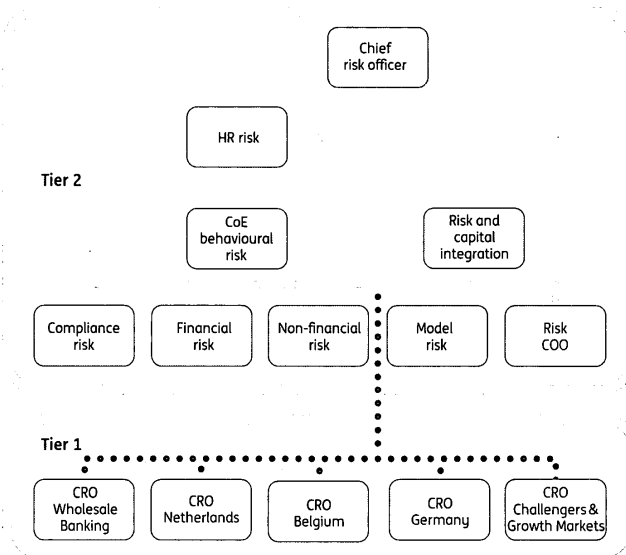 Chief
risk officer
HR risk
Tier 2
CoE
behavioural
risk
Risk and
capital
integration
Compliance
risk
Financial
risk
Non-financial
risk
Model
risk
Risk
COO
Tier 1
CRO
Wholesale
Banking
CRO
Netherlands
CRO
Belgium
CRO
Germany
CRO
Challengers &
Growth Markets